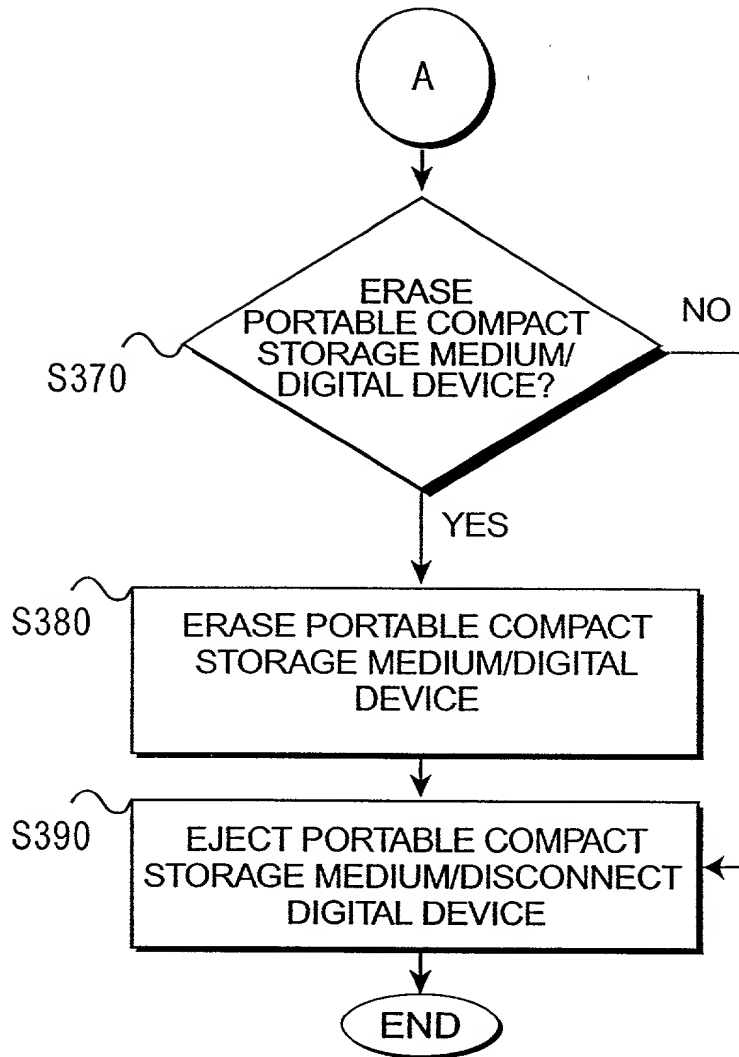 A
ERASE
PORTABLE COMPACT
STORAGE MEDIUM/
DIGITAL DEVICE?
NO
S370
YES
S380
ERASE PORTABLE COMPACT
STORAGE MEDIUM/DIGITAL
DEVICE
S390
EJECT PORTABLE COMPACT
STORAGE MEDIUM/DISCONNECT
DIGITAL DEVICE
END